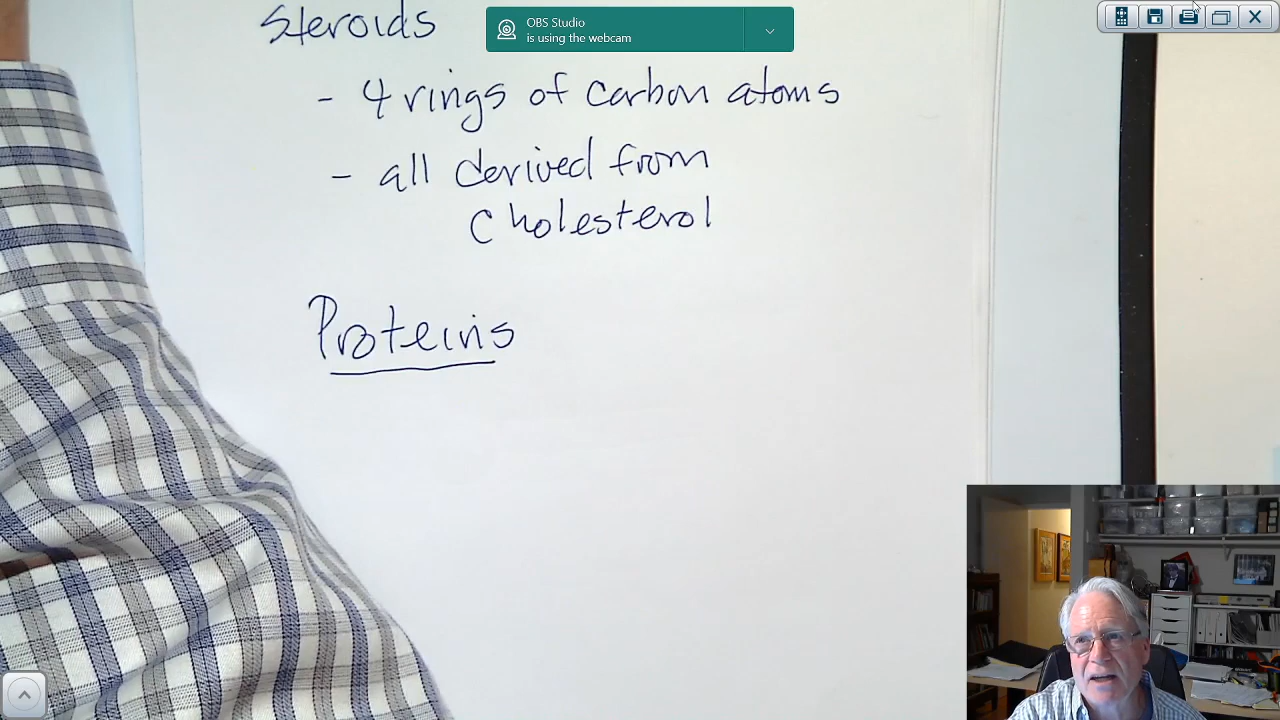 Steroids
OBS Studio
is using the webcam
- 4 rings of carbon atoms
- all derived from
Cholesterol
Proteins